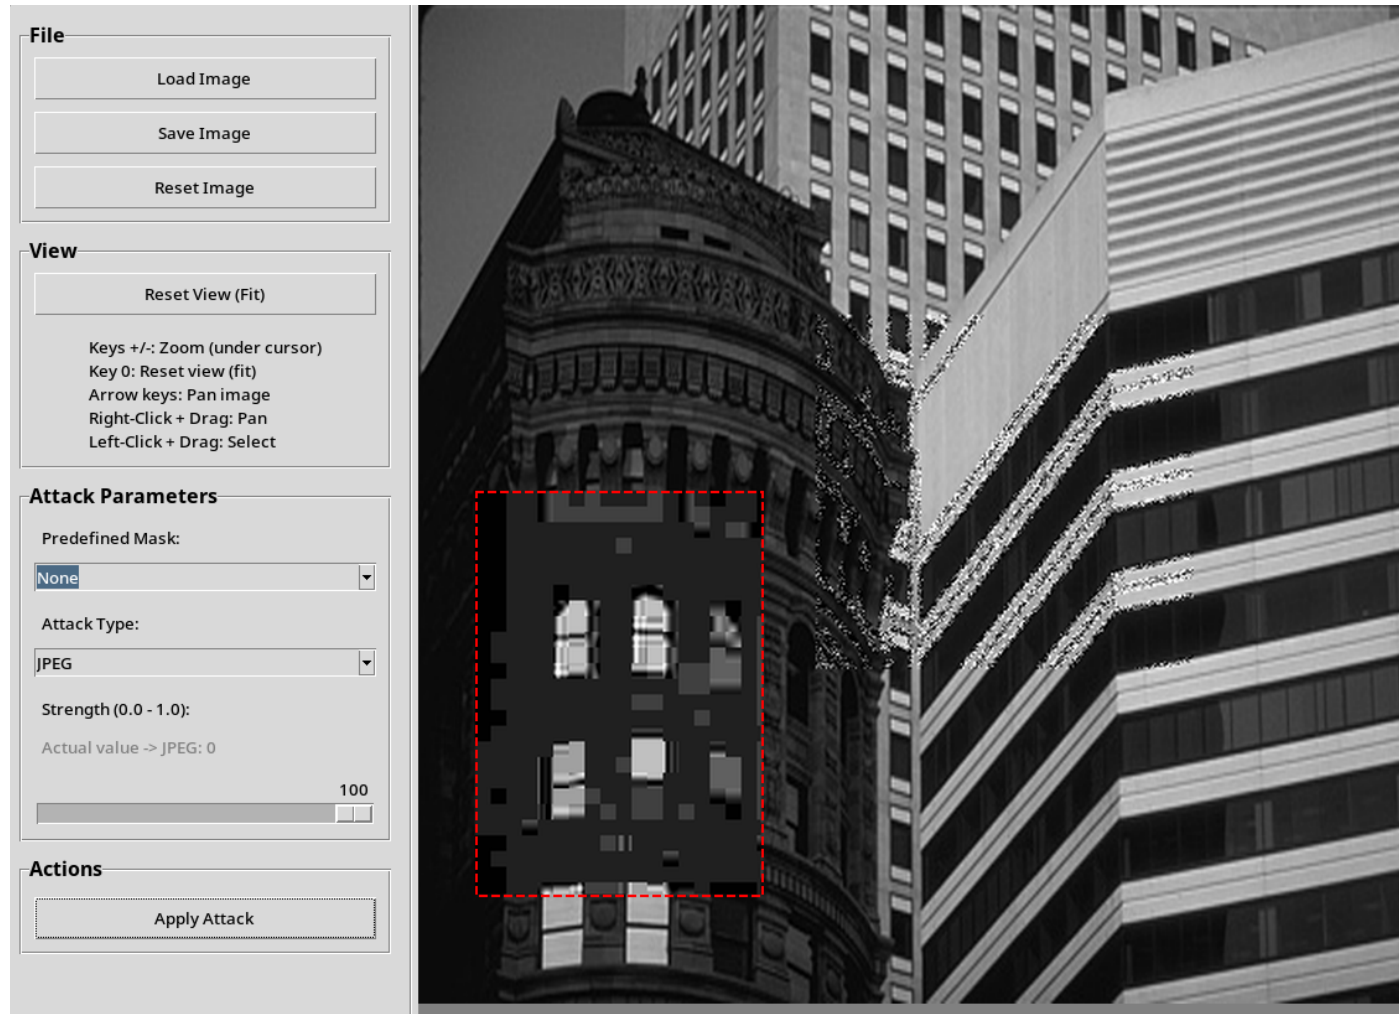 File
Load Image
Save Image
Reset Image
View
Reset View (Fit)
Keys +/-: Zoom (under cursor)
Key 0: Reset view (fit)
Arrow keys: Pan image
Right-Click + Drag: Pan
Left-Click + Drag: Select
Attack Parameters
Predefined Mask:
None
Attack Type:
JPEG
Strength (0.0 - 1.0):
Actual value -> JPEG: 0
100
Actions
Apply Attack